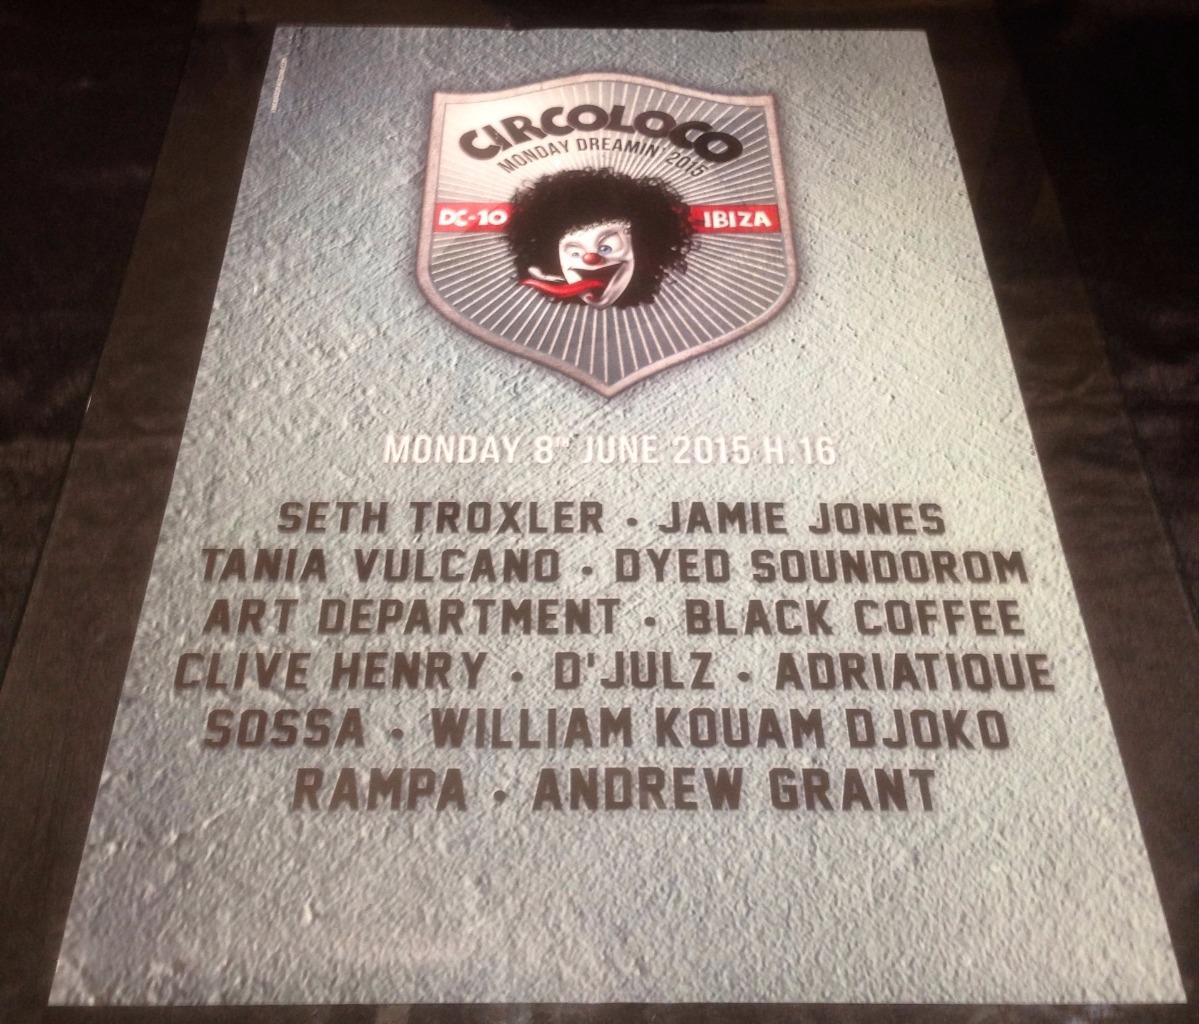 CIRCOLOCO
MONDAY DREAMIN' 2015
DC-10 IBIZA
MONDAY 8TH JUNE 2015 H.16
SETH TROXLER · JAMIE JONES
TANIA VULCANO · DYED SOUNDOROM
ART DEPARTMENT · BLACK COFFEE
CLIVE HENRY · D'JULZ · ADRIATIQUE
SOSSA · WILLIAM KOUAM DJOKO
RAMPA · ANDREW GRANT